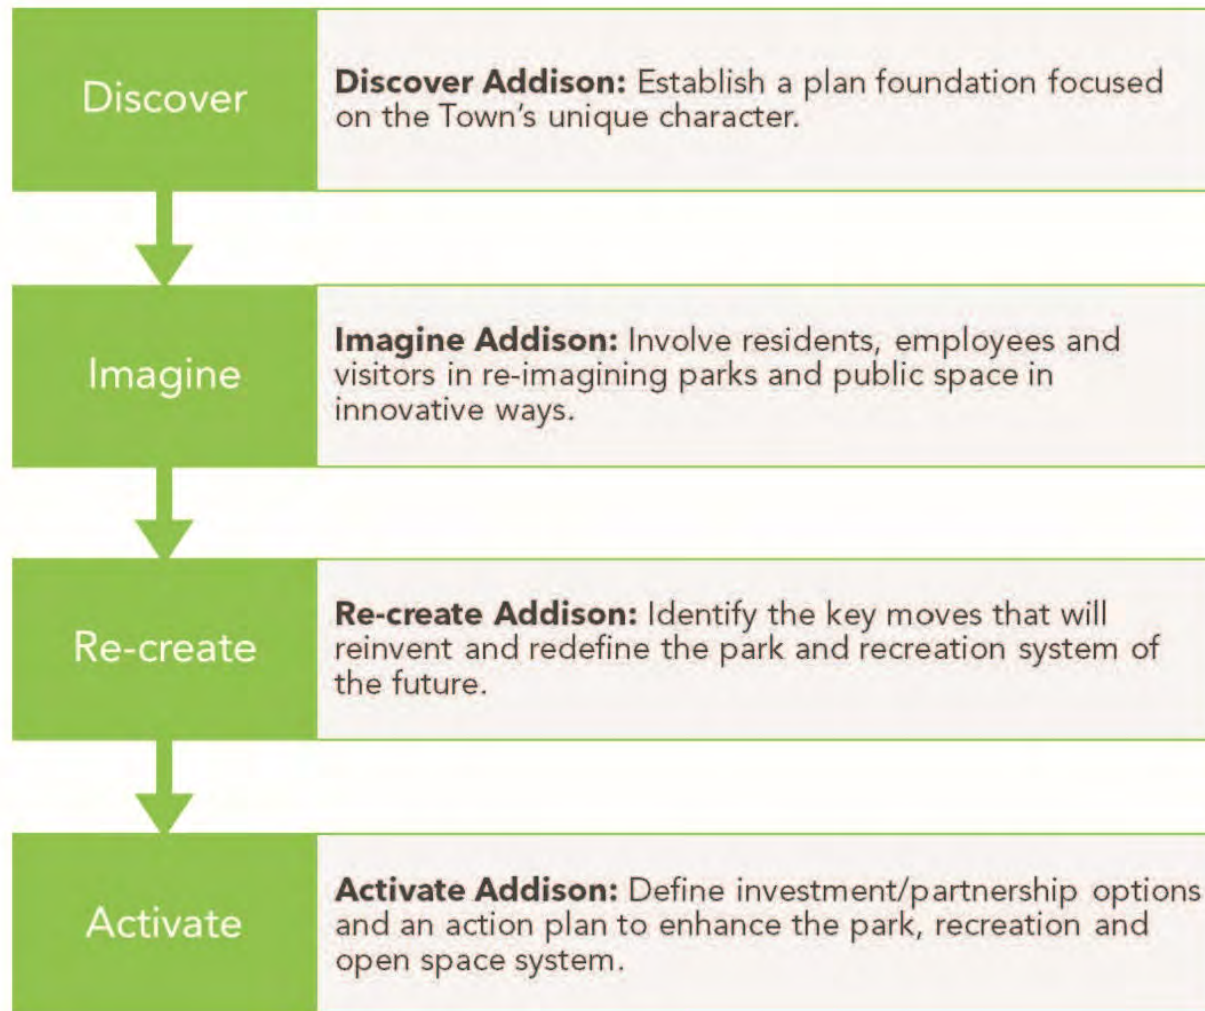 Discover
Discover Addison: Establish a plan foundation focused
on the Town's unique character.
Imagine
Imagine Addison: Involve residents, employees and
visitors in re-imagining parks and public space in
innovative ways.
Re-create
Re-create Addison: Identify the key moves that will
reinvent and redefine the park and recreation system of
the future.
Activate
Activate Addison: Define investment/partnership options
and an action plan to enhance the park, recreation and
open space system.